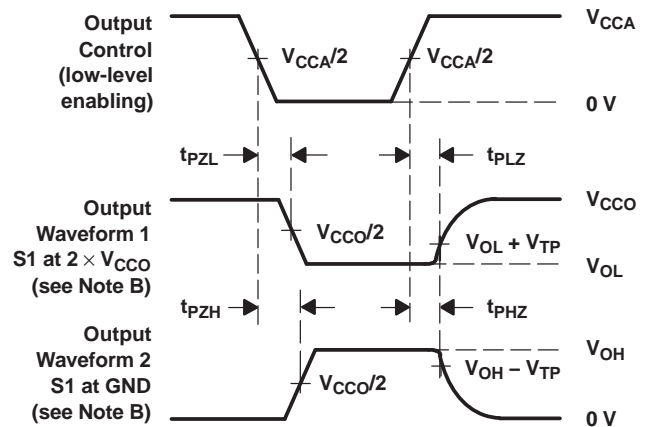 Output
Control
(low-level
enabling)
V_CCA/2
V_CCA/2
V_CCA
0 V
t_PZL
t_PLZ
Output
Waveform 1
S1 at 2 × V_CCO
(see Note B)
V_CCO/2
V_CCO
V_OL + V_TP
V_OL
t_PZH
t_PHZ
Output
Waveform 2
S1 at GND
(see Note B)
V_CCO/2
V_OH
V_OH − V_TP
0 V